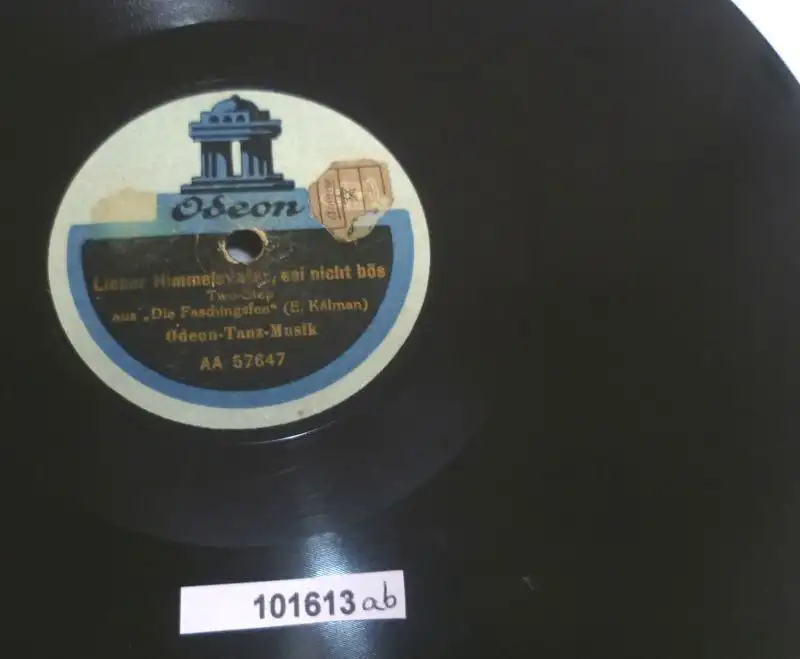 Odeon
Lieber Himmelsvater, sei nicht bös
Two-Step
aus „Die Faschingsfee" (E. Kálmán)
Odeon-Tanz-Musik
AA 57647
101613 ab